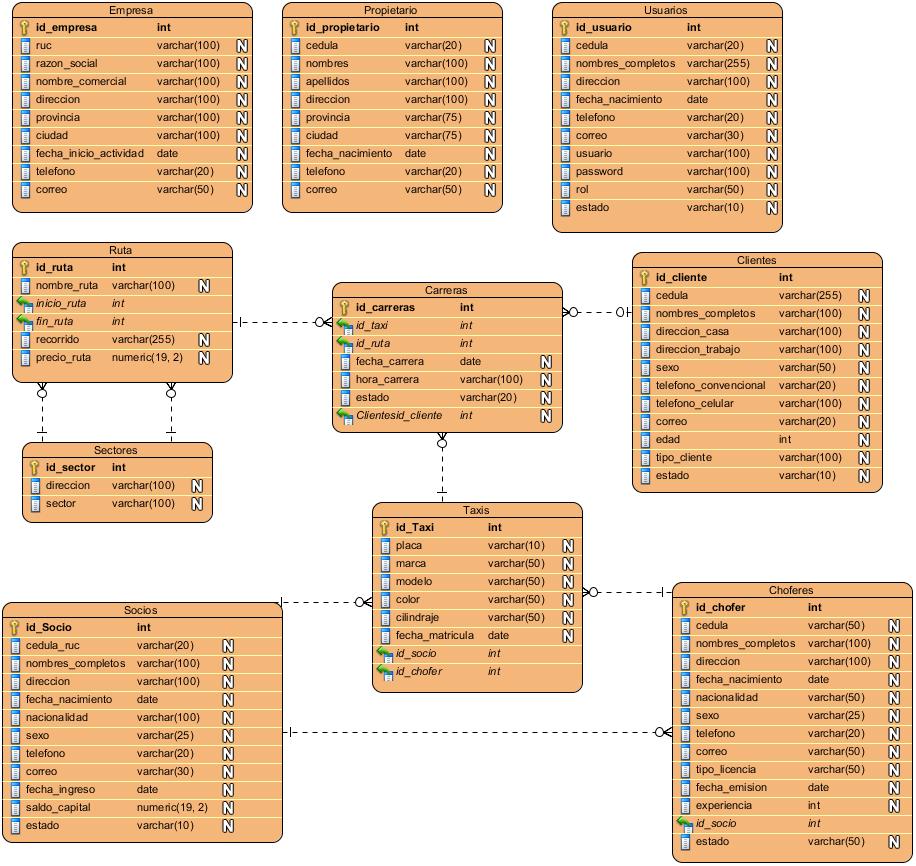 Empresa
id_empresa int
ruc varchar(100) N
razon_social varchar(100) N
nombre_comercial varchar(100) N
direccion varchar(100) N
provincia varchar(100) N
ciudad varchar(100) N
fecha_inicio_actividad date N
telefono varchar(20) N
correo varchar(50) N
Propietario
id_propietario int
cedula varchar(20) N
nombres varchar(100) N
apellidos varchar(100) N
direccion varchar(100) N
provincia varchar(75) N
ciudad varchar(75) N
fecha_nacimiento date N
telefono varchar(20) N
correo varchar(50) N
Usuarios
id_usuario int
cedula varchar(20) N
nombres_completos varchar(255) N
direccion varchar(100) N
fecha_nacimiento date N
telefono varchar(20) N
correo varchar(30) N
usuario varchar(100) N
password varchar(100) N
rol varchar(50) N
estado varchar(10) N
Ruta
id_ruta int
nombre_ruta varchar(100) N
inicio_ruta int
fin_ruta int
recorrido varchar(255) N
precio_ruta numeric(19, 2) N
Carreras
id_carreras int
id_taxi int
id_ruta int
fecha_carrera date N
hora_carrera varchar(100) N
estado varchar(20) N
Clientesid_cliente int N
Clientes
id_cliente int
cedula varchar(255) N
nombres_completos varchar(100) N
direccion_casa varchar(100) N
direccion_trabajo varchar(100) N
sexo varchar(50) N
telefono_convencional varchar(20) N
telefono_celular varchar(100) N
correo varchar(20) N
edad int N
tipo_cliente varchar(100) N
estado varchar(10) N
Sectores
id_sector int
direccion varchar(100) N
sector varchar(100) N
Taxis
id_Taxi int
placa varchar(10) N
marca varchar(50) N
modelo varchar(50) N
color varchar(50) N
cilindraje varchar(50) N
fecha_matricula date N
id_socio int
id_chofer int
Socios
id_Socio int
cedula_ruc varchar(20) N
nombres_completos varchar(100) N
direccion varchar(100) N
fecha_nacimiento date N
nacionalidad varchar(100) N
sexo varchar(25) N
telefono varchar(20) N
correo varchar(30) N
fecha_ingreso date N
saldo_capital numeric(19, 2) N
estado varchar(10) N
Choferes
id_chofer int
cedula varchar(50) N
nombres_completos varchar(100) N
direccion varchar(100) N
fecha_nacimiento date N
nacionalidad varchar(50) N
sexo varchar(25) N
telefono varchar(20) N
correo varchar(50) N
tipo_licencia varchar(50) N
fecha_emision date N
experiencia int N
id_socio int
estado varchar(50) N